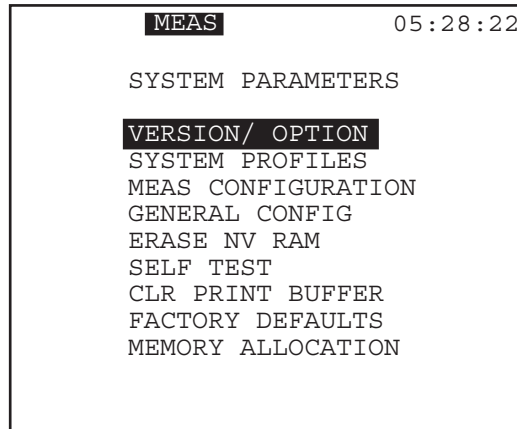 MEAS 05:28:22
SYSTEM PARAMETERS
VERSION/ OPTION
SYSTEM PROFILES
MEAS CONFIGURATION
GENERAL CONFIG
ERASE NV RAM
SELF TEST
CLR PRINT BUFFER
FACTORY DEFAULTS
MEMORY ALLOCATION